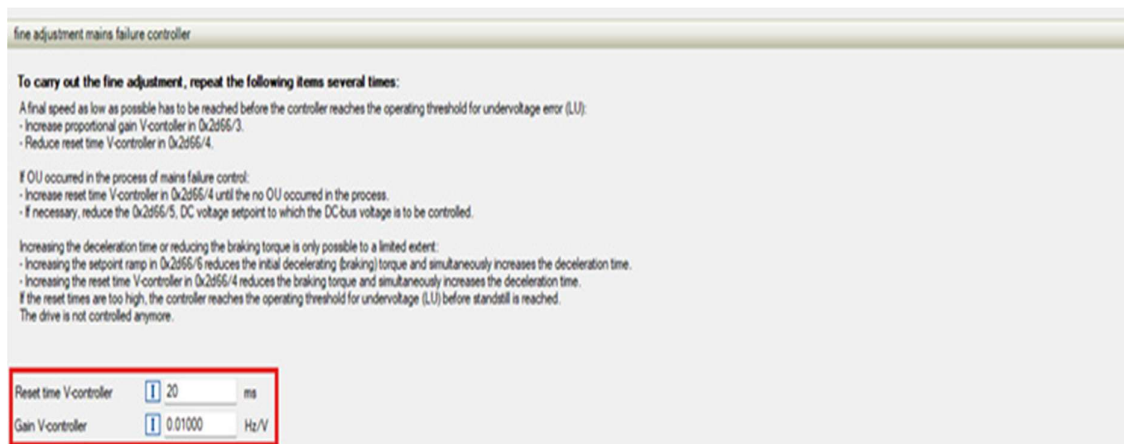 fine adjustment mains failure controller
To carry out the fine adjustment, repeat the following items several times:
A final speed as low as possible has to be reached before the controller reaches the operating threshold for undervoltage error (LU):
- Increase proportional gain V-contoller in 0x2d66/3.
- Reduce reset time V-controller in 0x2d66/4.
If OU occurred in the process of mains failure control:
- Increase reset time V-controller in 0x2d66/4 until the no OU occurred in the process.
- If necessary, reduce the 0x2d66/5, DC voltage setpoint to which the DC-bus voltage is to be controlled.
Increasing the deceleration time or reducing the braking torque is only possible to a limited extent:
- Increasing the setpoint ramp in 0x2d66/6 reduces the initial decelerating (braking) torque and simultaneously increases the deceleration time.
- Increasing the reset time V-controller in 0x2d66/4 reduces the braking torque and simultaneously increases the deceleration time.
If the reset times are too high, the controller reaches the operating threshold for undervoltage (LU) before standstill is reached.
The drive is not controlled anymore.
Reset time V-controller I 20 ms
Gain V-controller I 0.01000 Hz/V